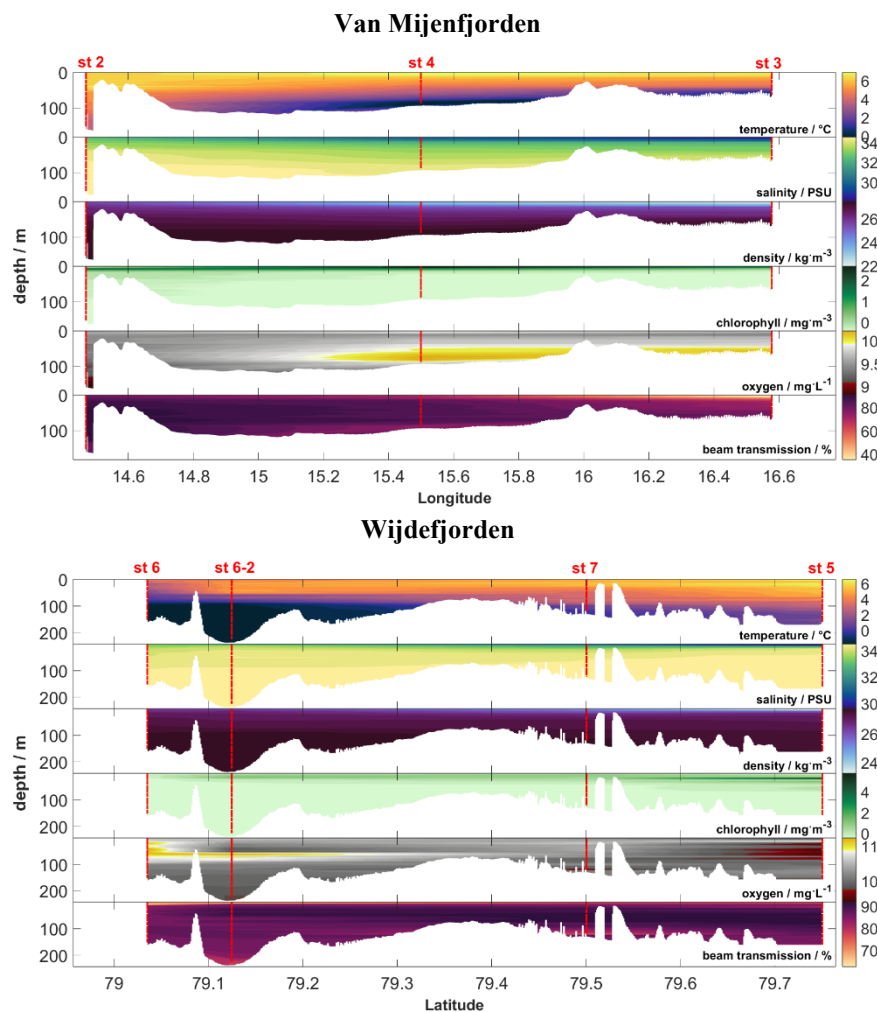 Van Mijenfjorden
st 2 st 4 st 3
0 100 temperature / °C 6 4 2 0
0 100 salinity / PSU 34 32 30
0 100 density / kg·m⁻³ 28 26 24 22
0 100 chlorophyll / mg·m⁻³ 2 1 0
0 100 oxygen / mg·L⁻¹ 10 9.5 9
0 100 beam transmission / % 80 60 40
depth / m
14.6 14.8 15 15.2 15.4 15.6 15.8 16 16.2 16.4 16.6
Longitude
Wijdefjorden
st 6 st 6-2 st 7 st 5
0 100 200 temperature / °C 6 4 2 0
100 200 salinity / PSU 34 32 30
100 200 density / kg·m⁻³ 28 26 24
100 200 chlorophyll / mg·m⁻³ 4 2 0
100 200 oxygen / mg·L⁻¹ 11 10
100 200 beam transmission / % 90 80 70
depth / m
79 79.1 79.2 79.3 79.4 79.5 79.6 79.7
Latitude